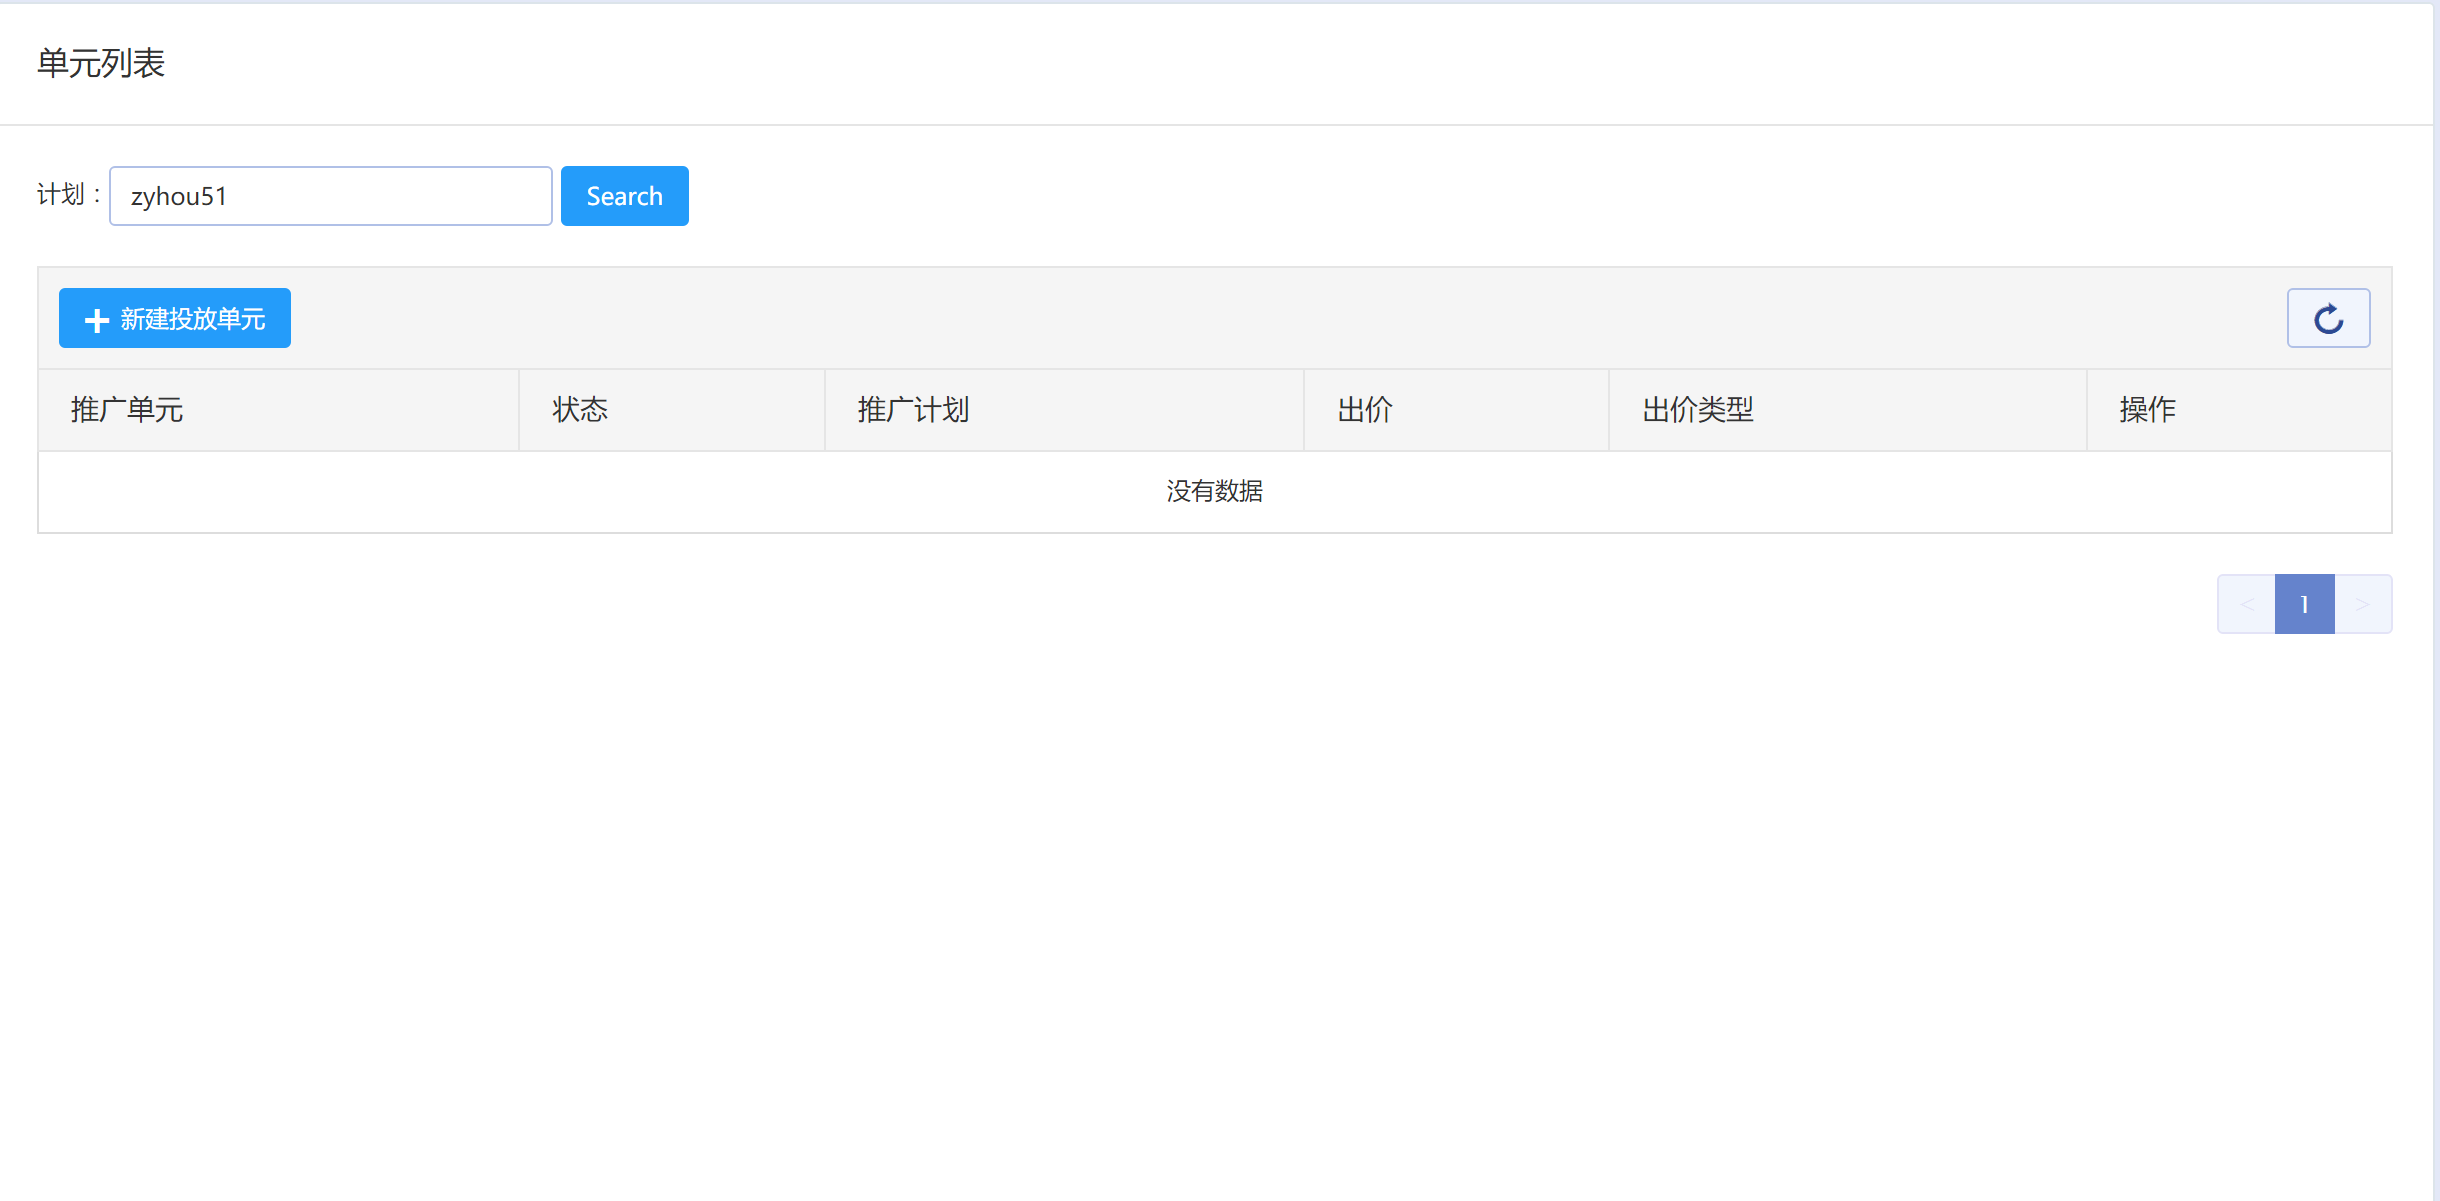 单元列表
计划： zyhou51 Search
新建投放单元
推广单元 状态 推广计划 出价 出价类型 操作
没有数据
< 1 >